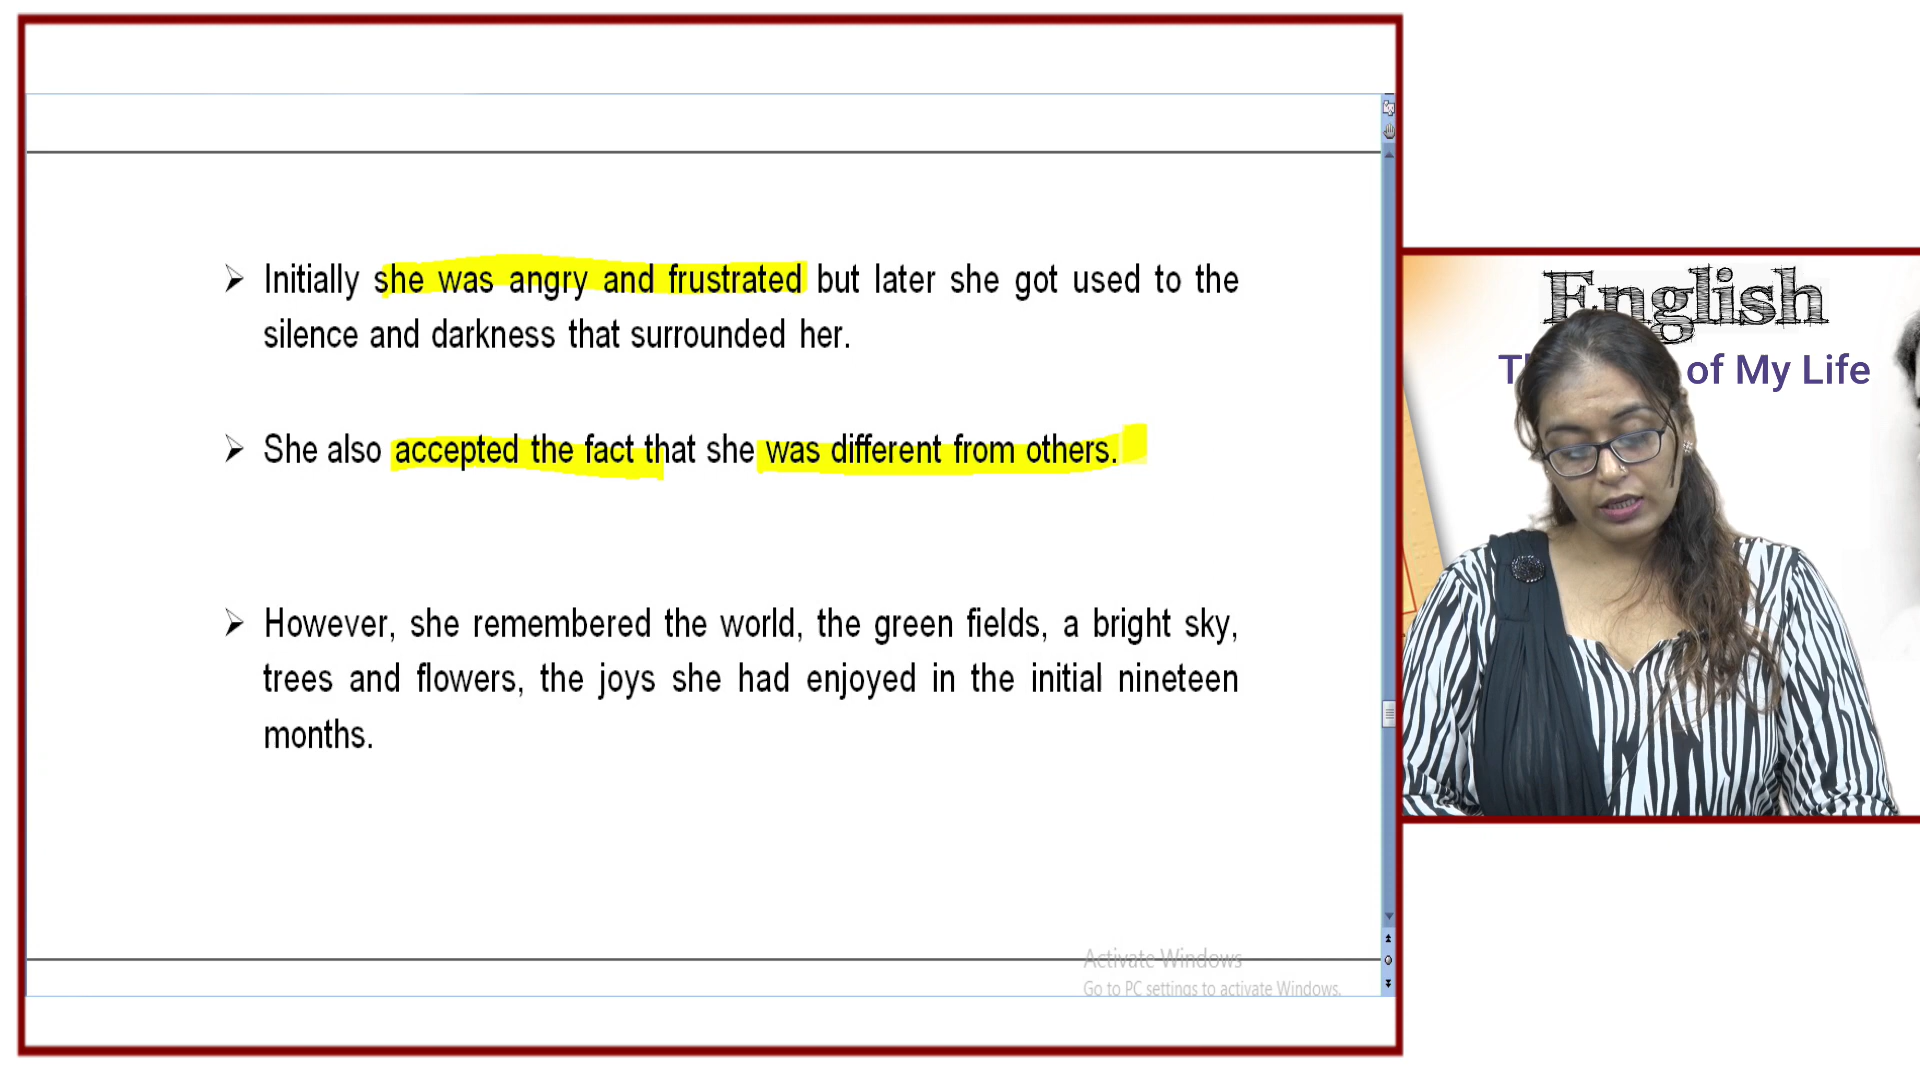 Initially she was angry and frustrated but later she got used to the
silence and darkness that surrounded her.
She also accepted the fact that she was different from others.
However, she remembered the world, the green fields, a bright sky,
trees and flowers, the joys she had enjoyed in the initial nineteen
months.
Activate Windows
Go to PC settings to activate Windows.
English
of My Life